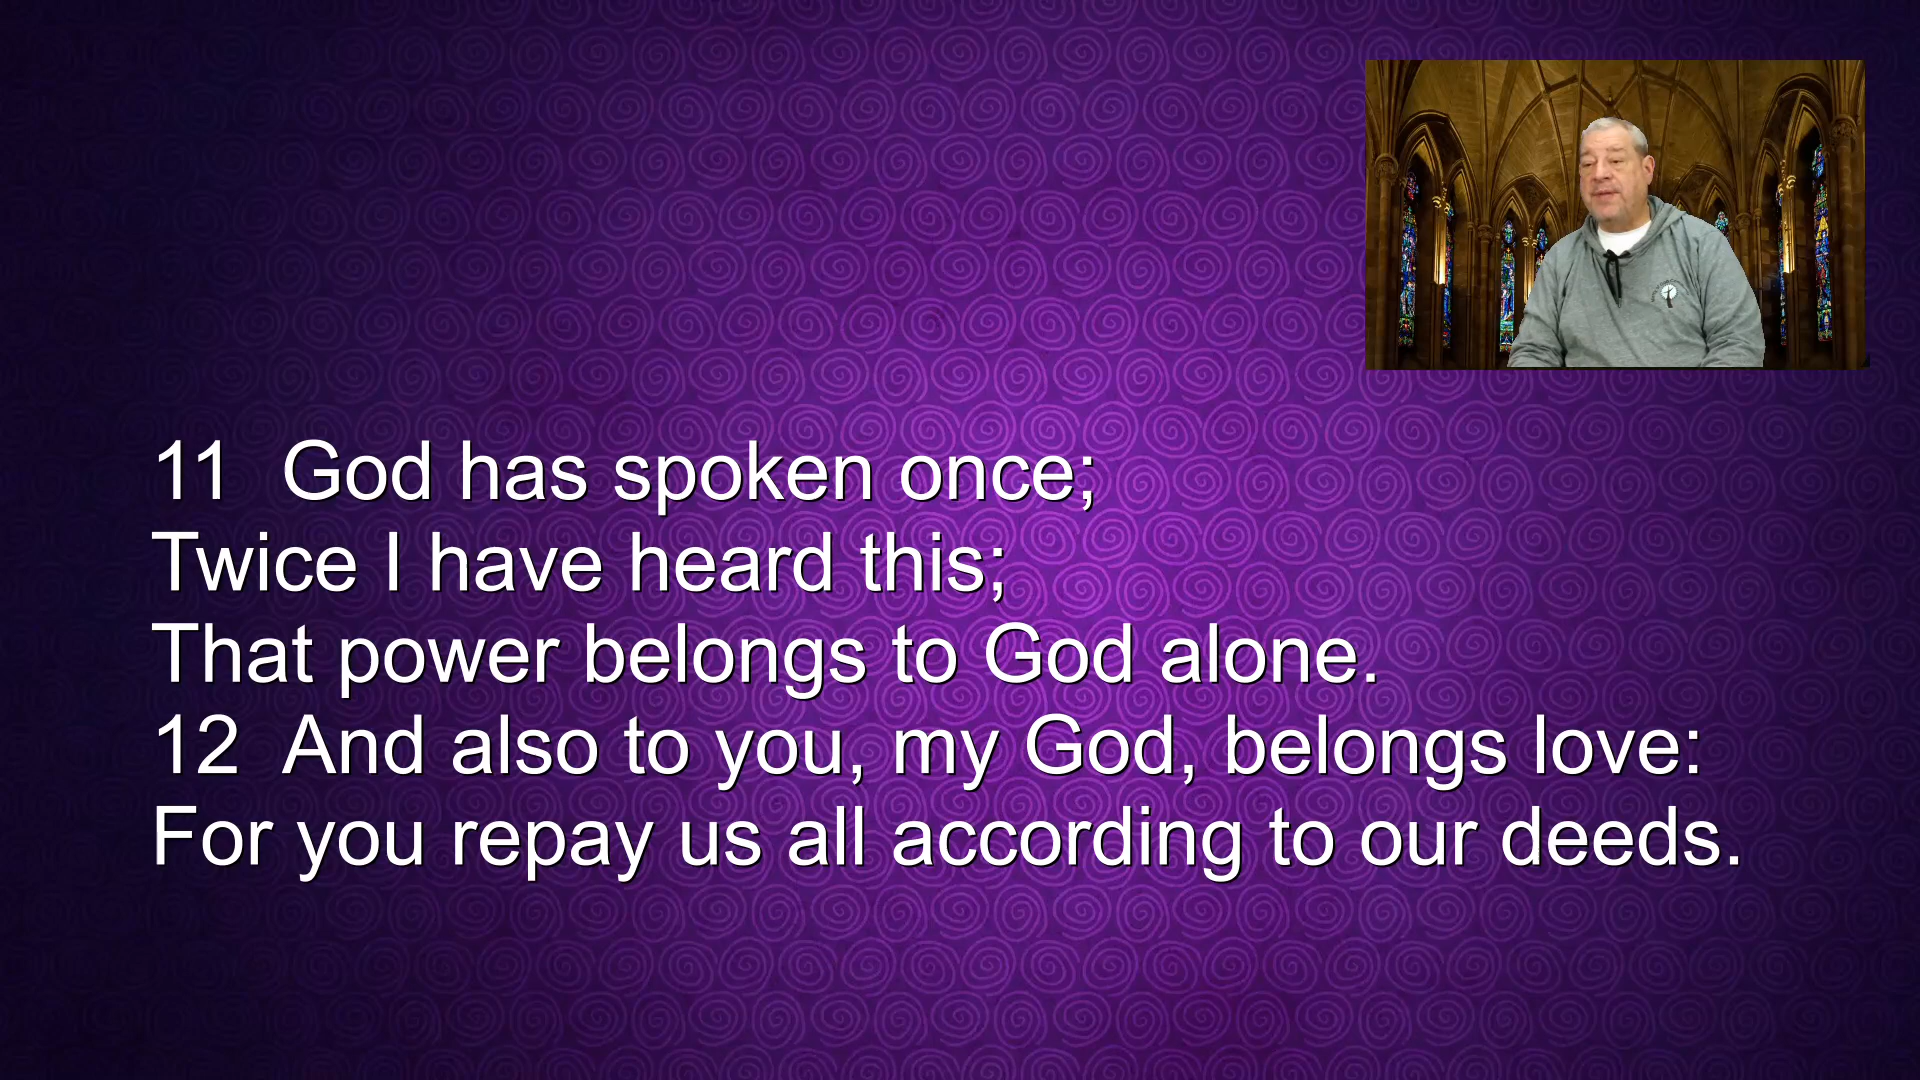 11 God has spoken once;
Twice I have heard this;
That power belongs to God alone.
12 And also to you, my God, belongs love:
For you repay us all according to our deeds.